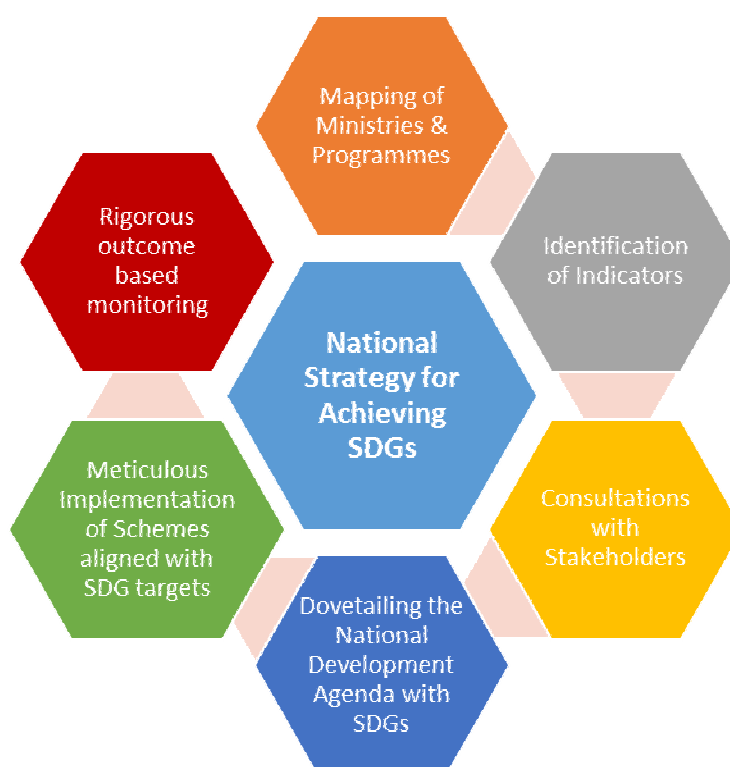 Mapping of
Ministries &
Programmes
Identification
of Indicators
Consultations
with
Stakeholders
Dovetailing the
National
Development
Agenda with
SDGs
Meticulous
Implementation
of Schemes
aligned with
SDG targets
Rigorous
outcome
based
monitoring
National
Strategy for
Achieving
SDGs